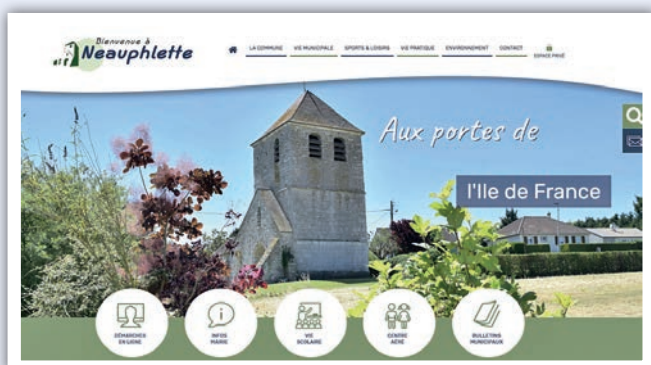 Bienvenue à
Neauphlette
LA COMMUNE VIE MUNICIPALE SPORTS & LOISIRS VIE PRATIQUE ENVIRONNEMENT CONTACT ESPACE PRIVÉ
Aux portes de
l'Ile de France
DÉMARCHES
EN LIGNE
INFOS
MAIRIE
VIE
SCOLAIRE
CENTRE
AÉRÉ
BULLETINS
MUNICIPAUX